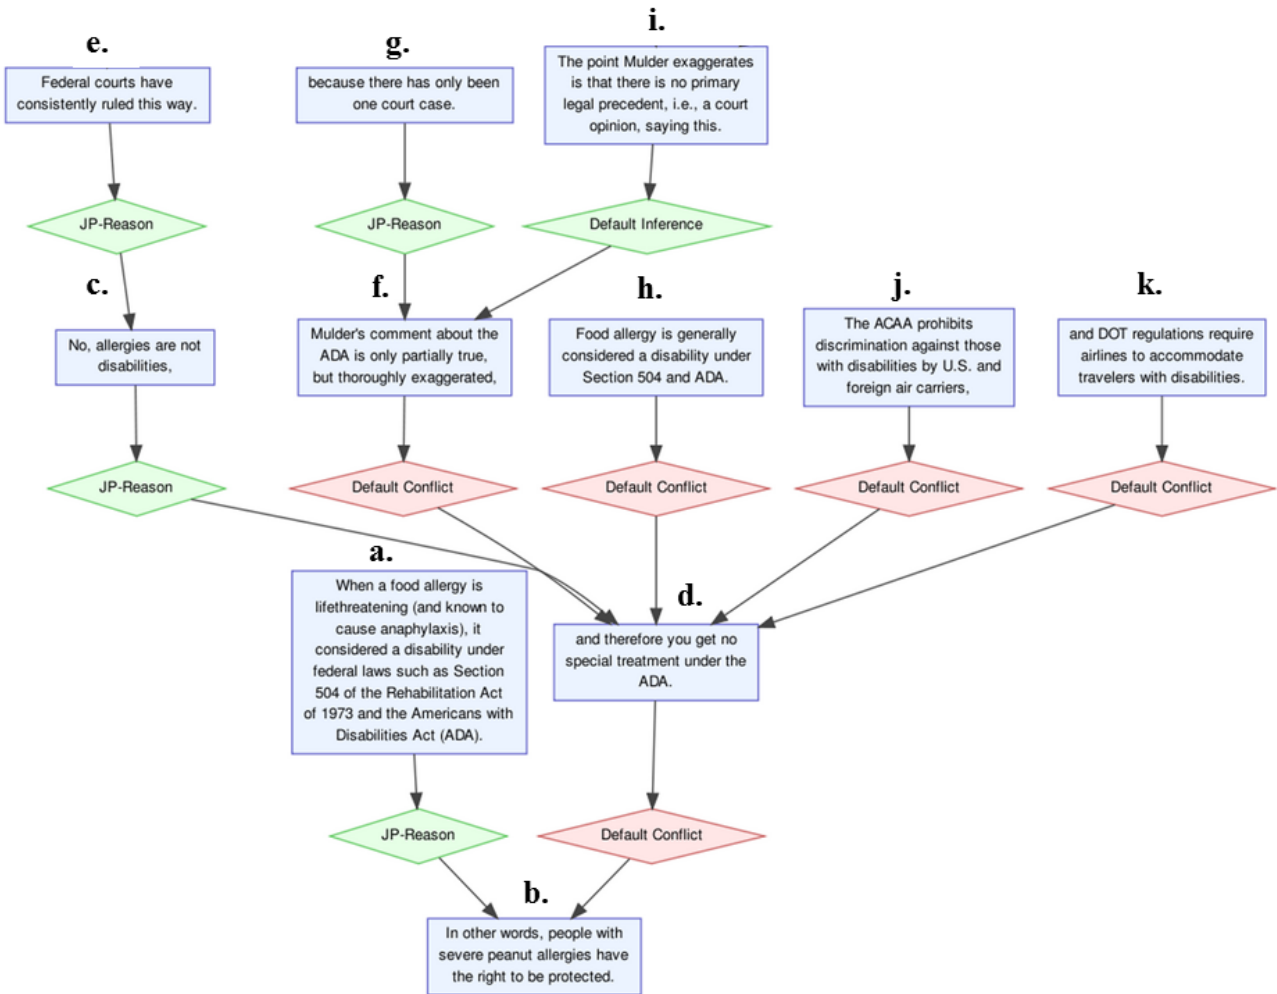 e.
g.
i.
Federal courts have
consistently ruled this way.
because there has only been
one court case.
The point Mulder exaggerates
is that there is no primary
legal precedent, i.e., a court
opinion, saying this.
JP-Reason
JP-Reason
Default Inference
c.
f.
h.
j.
k.
No, allergies are not
disabilities,
Mulder's comment about the
ADA is only partially true,
but thoroughly exaggerated,
Food allergy is generally
considered a disability under
Section 504 and ADA.
The ACAA prohibits
discrimination against those
with disabilities by U.S. and
foreign air carriers,
and DOT regulations require
airlines to accommodate
travelers with disabilities.
JP-Reason
Default Conflict
Default Conflict
Default Conflict
Default Conflict
a.
When a food allergy is
lifethreatening (and known to
cause anaphylaxis), it
considered a disability under
federal laws such as Section
504 of the Rehabilitation Act
of 1973 and the Americans with
Disabilities Act (ADA).
d.
and therefore you get no
special treatment under the
ADA.
JP-Reason
Default Conflict
b.
In other words, people with
severe peanut allergies have
the right to be protected.